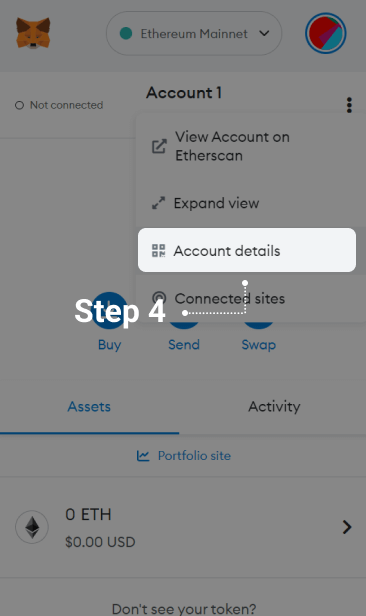 Ethereum Mainnet
Not connected
Account 1
View Account on
Etherscan
Expand view
Account details
Connected sites
Step 4
Buy
Send
Swap
Assets
Activity
Portfolio site
0 ETH
$0.00 USD
Don't see your token?